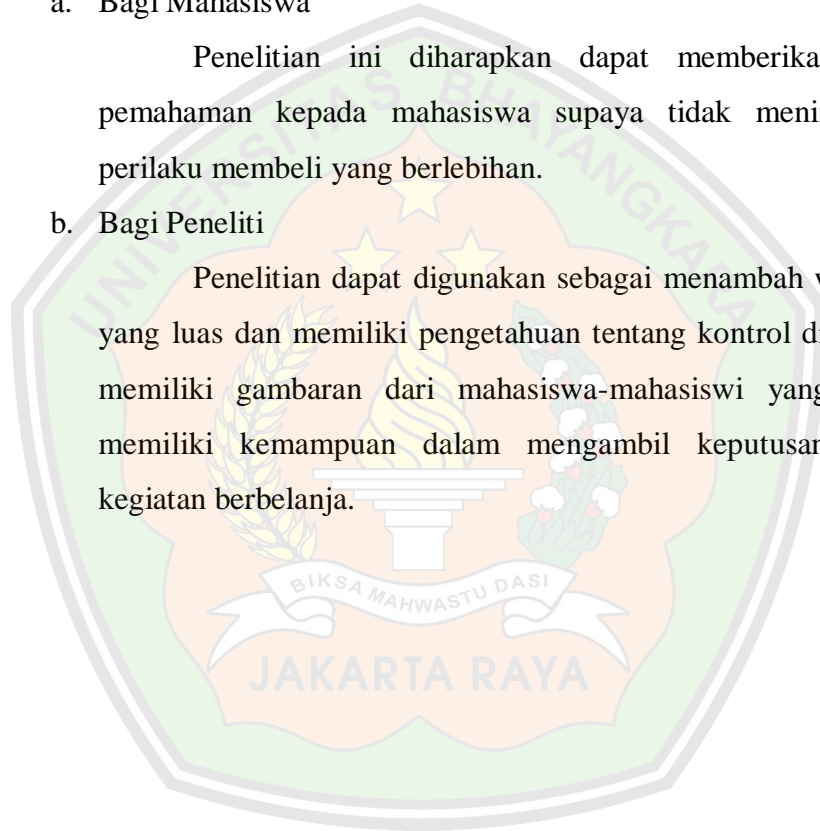 a. Bagi Mahasiswa
Penelitian ini diharapkan dapat
pemahaman kepada mahasiswa supaya tidak
perilaku membeli yang berlebihan.
b. Bagi Peneliti
Penelitian dapat digunakan sebagai menambah
yang luas dan memiliki pengetahuan tentang kontrol
memiliki gambaran dari mahasiswa-mahasiswi yang
memiliki kemampuan dalam mengambil keputusan
kegiatan berbelanja.
UNIVERSITAS BHAYANGKARA
BIKSA MAHWASTU DASI
JAKARTA RAYA